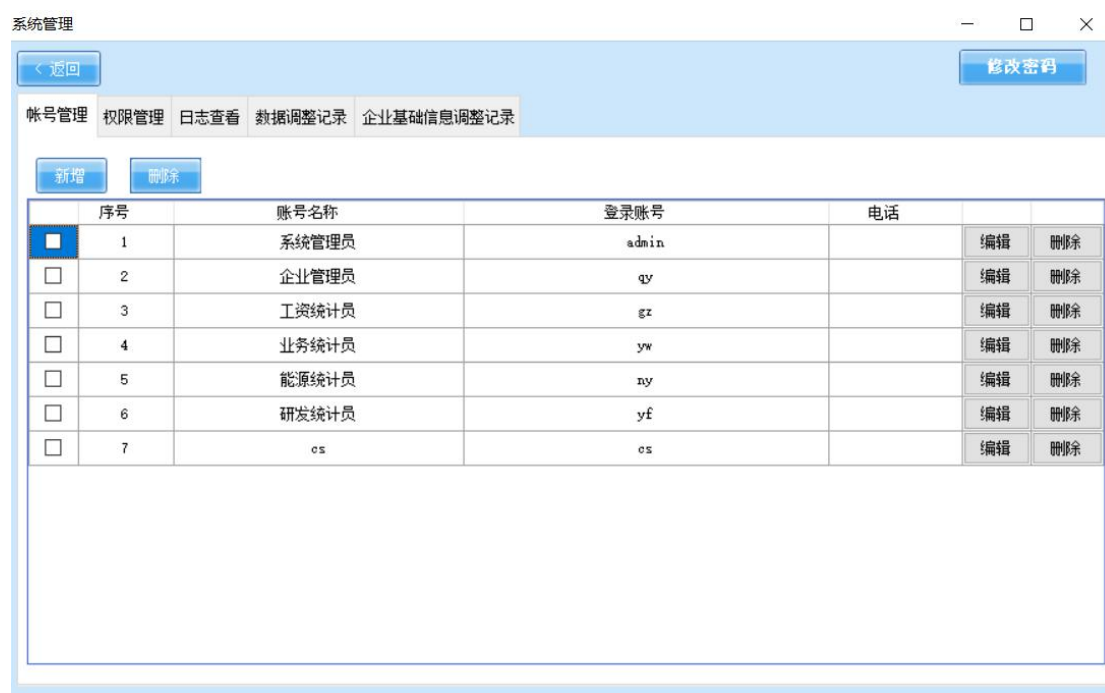 系统管理
< 返回 修改密码
帐号管理 权限管理 日志查看 数据调整记录 企业基础信息调整记录
新增 删除
序号 账号名称 登录账号 电话
1 系统管理员 admin 编辑 删除
2 企业管理员 qy 编辑 删除
3 工资统计员 gz 编辑 删除
4 业务统计员 yw 编辑 删除
5 能源统计员 ny 编辑 删除
6 研发统计员 yf 编辑 删除
7 cs cs 编辑 删除